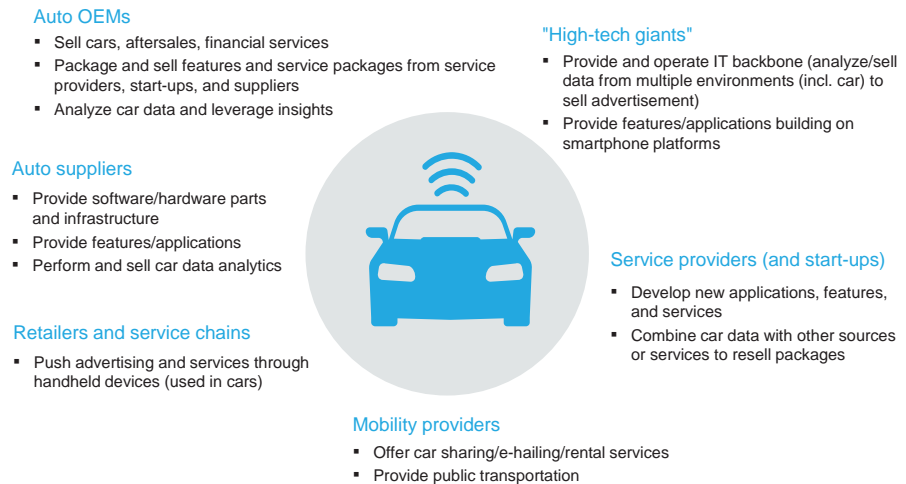 Auto OEMs
▪ Sell cars, aftersales, financial services
▪ Package and sell features and service packages from service
providers, start-ups, and suppliers
▪ Analyze car data and leverage insights
"High-tech giants"
▪ Provide and operate IT backbone (analyze/sell
data from multiple environments (incl. car) to
sell advertisement)
▪ Provide features/applications building on
smartphone platforms
Auto suppliers
▪ Provide software/hardware parts
and infrastructure
▪ Provide features/applications
▪ Perform and sell car data analytics
Service providers (and start-ups)
▪ Develop new applications, features,
and services
▪ Combine car data with other sources
or services to resell packages
Retailers and service chains
▪ Push advertising and services through
handheld devices (used in cars)
Mobility providers
▪ Offer car sharing/e-hailing/rental services
▪ Provide public transportation